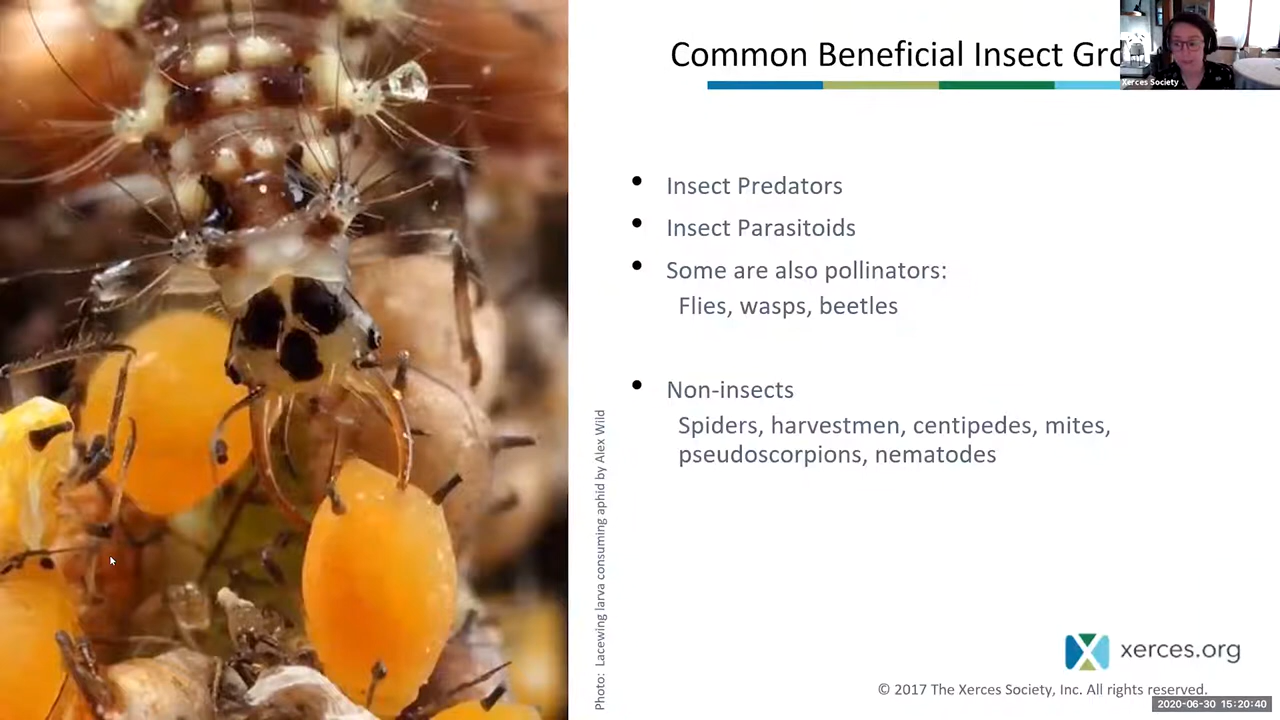 Common Beneficial Insect
Xerces Society
Insect Predators
Insect Parasitoids
Some are also pollinators:
Flies, wasps, beetles
Non-insects
Spiders, harvestmen, centipedes, mites,
pseudoscorpions, nematodes
Photo: Lacewing larva consuming aphid by Alex Wild
xerces.org
© 2017 The Xerces Society, Inc. All rights reserved.
2020-06-30 15:20:40